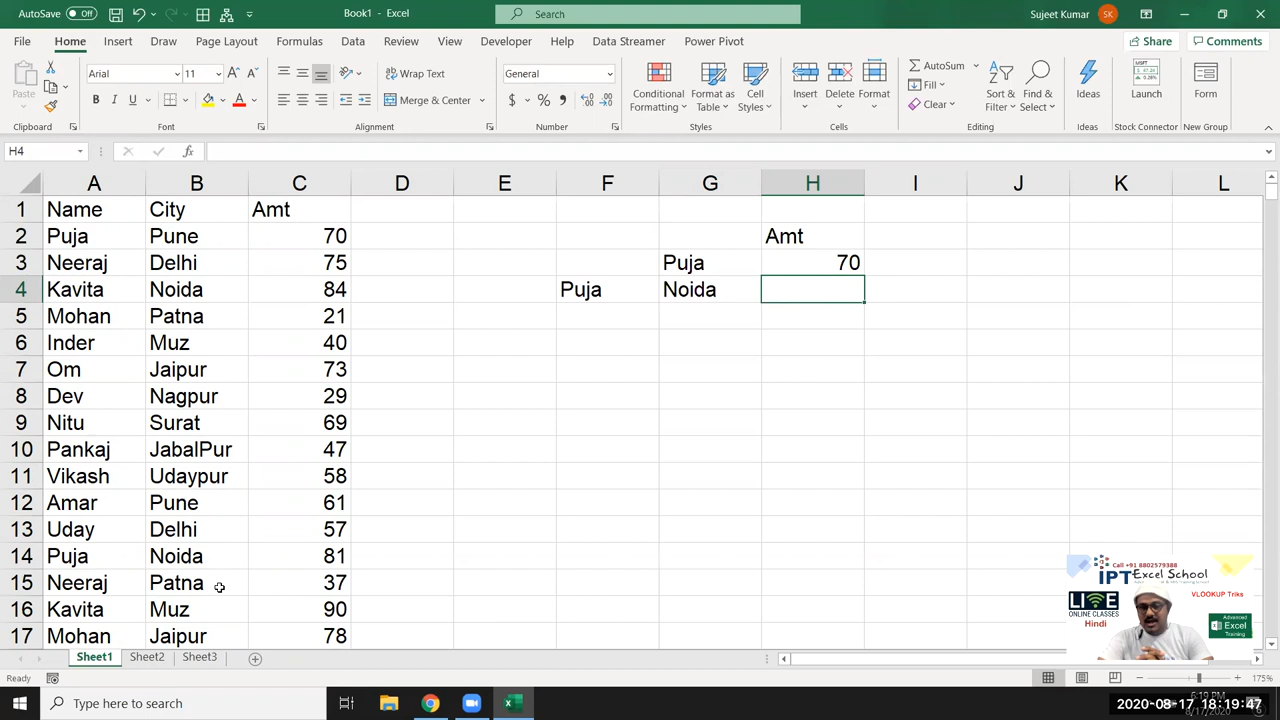 AutoSave Off Book1 - Excel Search Sujeet Kumar SK
File Home Insert Draw Page Layout Formulas Data Review View Developer Help Data Streamer Power Pivot Share Comments
Paste Arial 11 Wrap Text General Conditional Formatting Format as Table Cell Styles Insert Delete Format AutoSum Sort & Filter Find & Select Ideas Launch Form
B I U A Merge & Center $ % Fill Clear
Clipboard Font Alignment Number Styles Cells Editing Ideas Stock Connector New Group
H4 fx
A B C D E F G H I J K L
1 Name City Amt
2 Puja Pune 70 Amt
3 Neeraj Delhi 75 Puja 70
4 Kavita Noida 84 Puja Noida
5 Mohan Patna 21
6 Inder Muz 40
7 Om Jaipur 73
8 Dev Nagpur 29
9 Nitu Surat 69
10 Pankaj JabalPur 47
11 Vikash Udaypur 58
12 Amar Pune 61
13 Uday Delhi 57
14 Puja Noida 81
15 Neeraj Patna 37
16 Kavita Muz 90
17 Mohan Jaipur 78
Call +91 8802579388
IPT Excel School
LIVE ONLINE CLASSES Hindi
VLOOKUP Triks
Advanced Excel Training
Sheet1 Sheet2 Sheet3
Ready 175%
Type here to search
6:19 PM
2020-08-17 18:19:47
8/17/2020